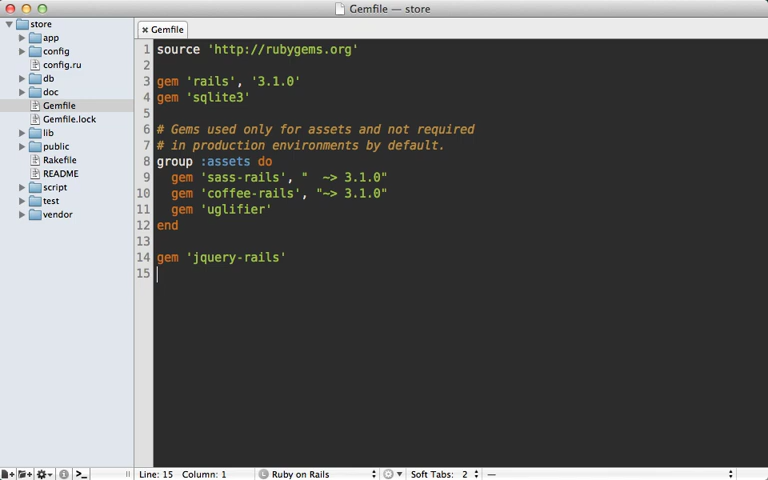 Gemfile — store
store
app
config
config.ru
db
doc
Gemfile
Gemfile.lock
lib
public
Rakefile
README
script
test
vendor
Gemfile
1 source 'http://rubygems.org'
2
3 gem 'rails', '3.1.0'
4 gem 'sqlite3'
5
6 # Gems used only for assets and not required
7 # in production environments by default.
8 group :assets do
9 gem 'sass-rails', "  ~> 3.1.0"
10 gem 'coffee-rails', "~> 3.1.0"
11 gem 'uglifier'
12 end
13
14 gem 'jquery-rails'
15
Line: 15 Column: 1 Ruby on Rails Soft Tabs: 2 —